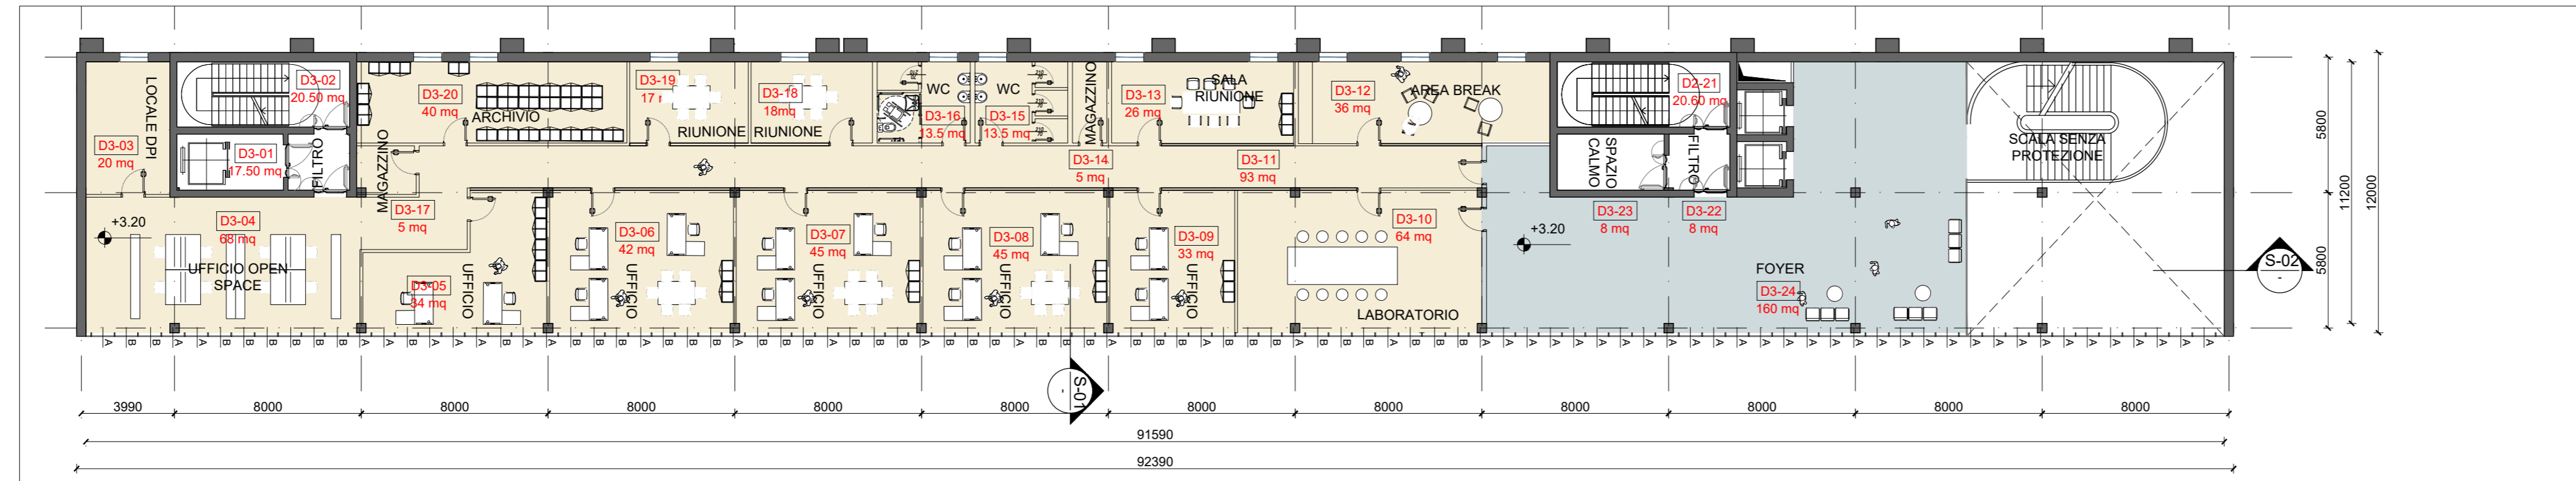 LOCALE DPI
D3-03
20 mq
D3-02
20.50 mq
D3-01
17.50 mq
FILTRO
MAGAZZINO
D3-20
40 mq
ARCHIVIO
D3-19
17
RIUNIONE
D3-18
18mq
RIUNIONE
WC
D3-16
13.5 mq
WC
D3-15
13.5 mq
MAGAZZINO
D3-14
5 mq
D3-13
26 mq
SALA
RIUNIONE
D3-11
93 mq
D3-12
36 mq
AREA BREAK
SPAZIO
CALMO
D2-21
20.60 mq
FILTRO
SCALA SENZA
PROTEZIONE
+3.20
D3-04
68 mq
UFFICIO OPEN
SPACE
D3-17
5 mq
D3-05
34 mq
UFFICIO
D3-06
42 mq
UFFICIO
D3-07
45 mq
UFFICIO
D3-08
45 mq
UFFICIO
D3-09
33 mq
UFFICIO
D3-10
64 mq
LABORATORIO
+3.20
D3-23
8 mq
D3-22
8 mq
FOYER
D3-24
160 mq
S-02
-
S-01
-
5800
5800
11200
12000
3990 8000 8000 8000 8000 8000 8000 8000 8000 8000 8000 8000
91590
92390